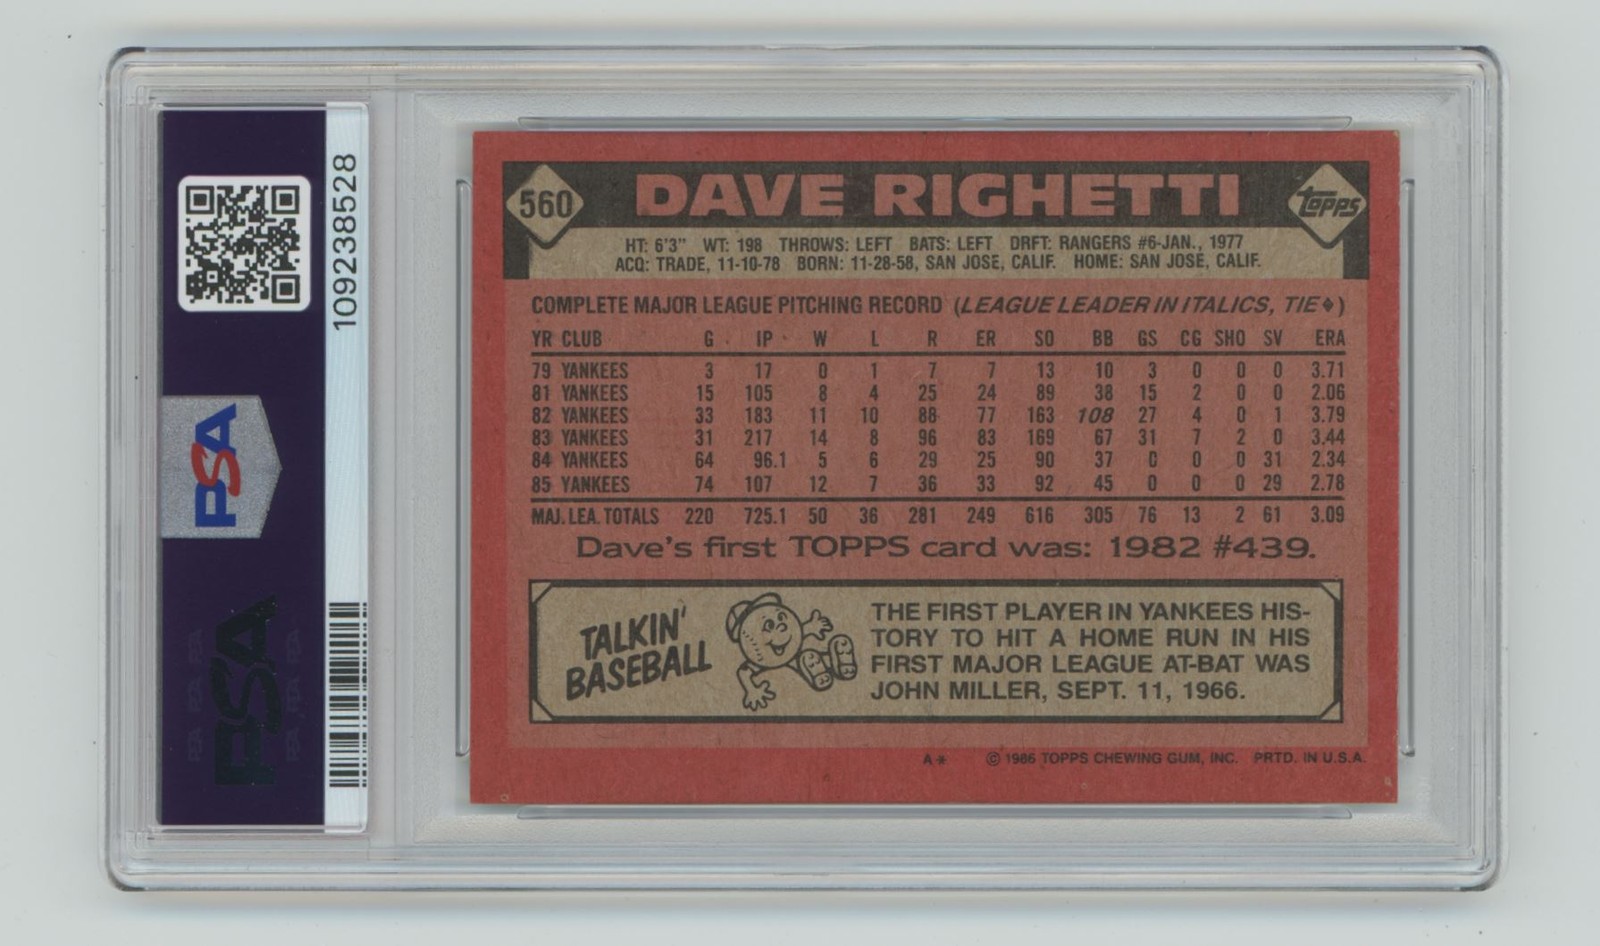 560 DAVE RIGHETTI Topps
HT: 6'3" WT: 198 THROWS: LEFT BATS: LEFT DRFT: RANGERS #6-JAN., 1977
ACQ: TRADE, 11-10-78 BORN: 11-28-58, SAN JOSE, CALIF. HOME: SAN JOSE, CALIF.
COMPLETE MAJOR LEAGUE PITCHING RECORD (LEAGUE LEADER IN ITALICS, TIE♦)
YR CLUB G IP W L R ER SO BB GS CG SHO SV ERA
79 YANKEES 3 17 0 1 7 7 13 10 3 0 0 0 3.71
81 YANKEES 15 105 8 4 25 24 89 38 15 2 0 0 2.06
82 YANKEES 33 183 11 10 88 77 163 108 27 4 0 1 3.79
83 YANKEES 31 217 14 8 96 83 169 67 31 7 2 0 3.44
84 YANKEES 64 96.1 5 6 29 25 90 37 0 0 0 31 2.34
85 YANKEES 74 107 12 7 36 33 92 45 0 0 0 29 2.78
MAJ. LEA. TOTALS 220 725.1 50 36 281 249 616 305 76 13 2 61 3.09
Dave's first TOPPS card was: 1982 #439.
TALKIN'
BASEBALL
THE FIRST PLAYER IN YANKEES HIS-
TORY TO HIT A HOME RUN IN HIS
FIRST MAJOR LEAGUE AT-BAT WAS
JOHN MILLER, SEPT. 11, 1966.
A* © 1986 TOPPS CHEWING GUM, INC. PRTD. IN U.S.A.
109238528
PSA
PSA